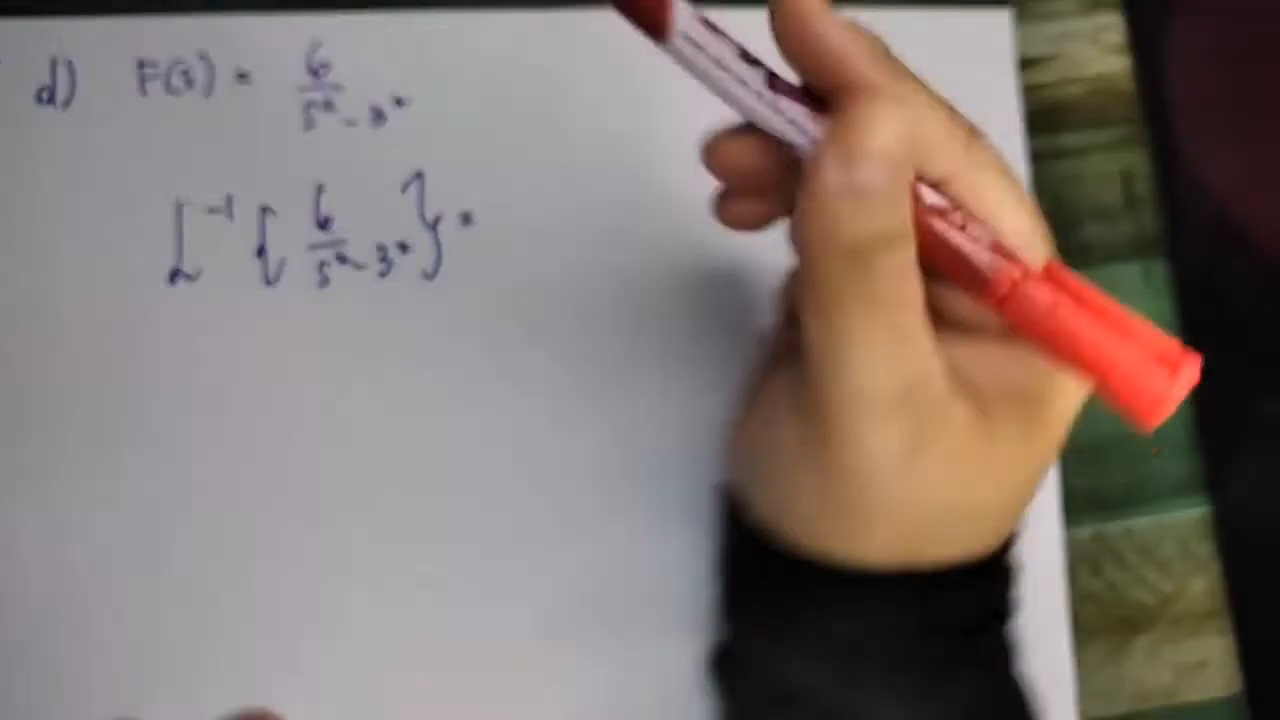 d) F(s) = 6/(s² - 3²)
L⁻¹ { 6/(s² - 3²) } =